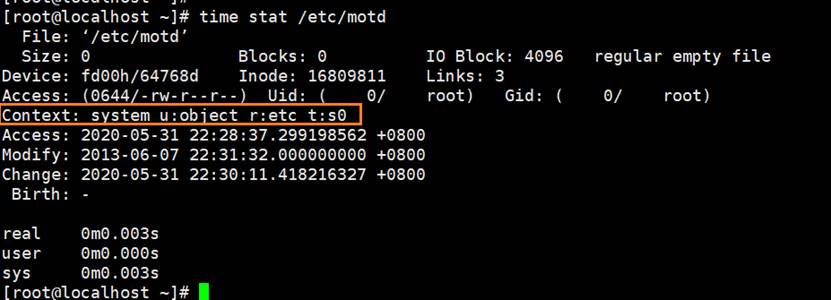 [root@localhost ~]# time stat /etc/motd
File: ‘/etc/motd’
Size: 0 Blocks: 0 IO Block: 4096 regular empty file
Device: fd00h/64768d Inode: 16809811 Links: 3
Access: (0644/-rw-r--r--) Uid: ( 0/ root) Gid: ( 0/ root)
Context: system u:object r:etc t:s0
Access: 2020-05-31 22:28:37.299198562 +0800
Modify: 2013-06-07 22:31:32.000000000 +0800
Change: 2020-05-31 22:30:11.418216327 +0800
Birth: -
real 0m0.003s
user 0m0.000s
sys 0m0.003s
[root@localhost ~]#